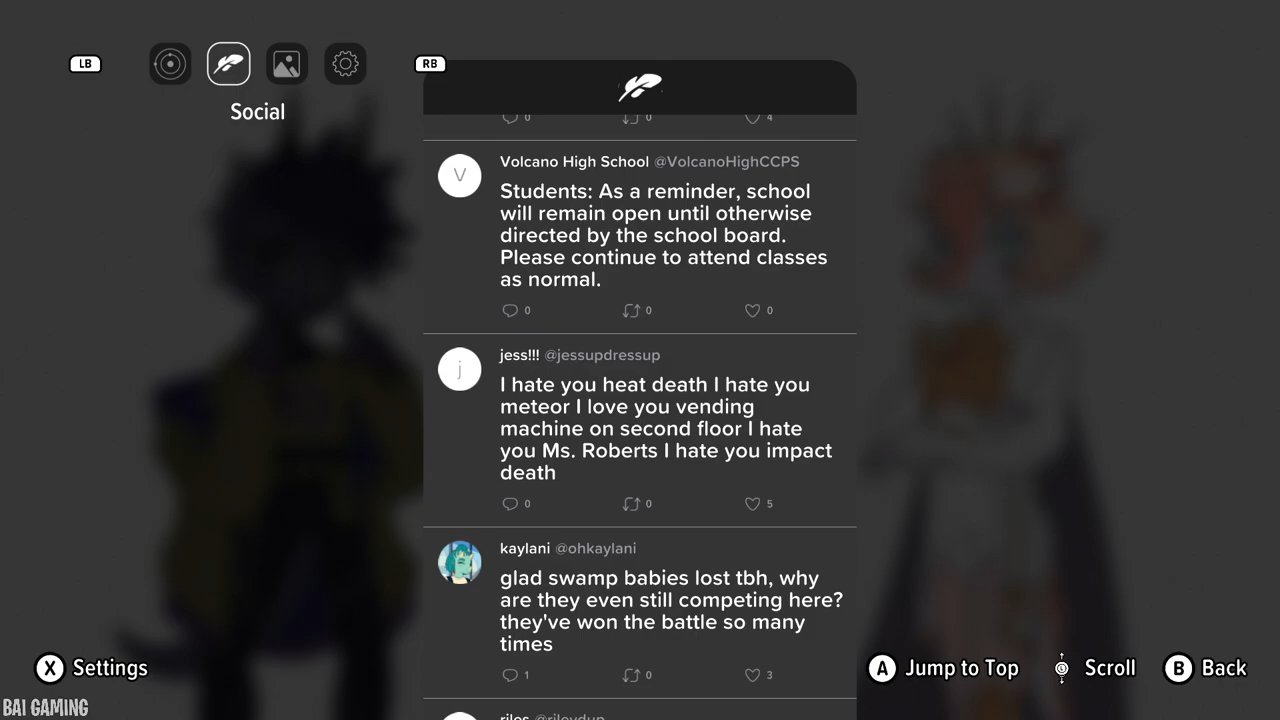 LB
RB
Social
0 0 4
V
Volcano High School @VolcanoHighCCPS
Students: As a reminder, school
will remain open until otherwise
directed by the school board.
Please continue to attend classes
as normal.
0 0 0
j
jess!!! @jessupdressup
I hate you heat death I hate you
meteor I love you vending
machine on second floor I hate
you Ms. Roberts I hate you impact
death
0 0 5
kaylani @ohkaylani
glad swamp babies lost tbh, why
are they even still competing here?
they've won the battle so many
times
1 0 3
X Settings
A Jump to Top
Scroll
B Back
BAI GAMING